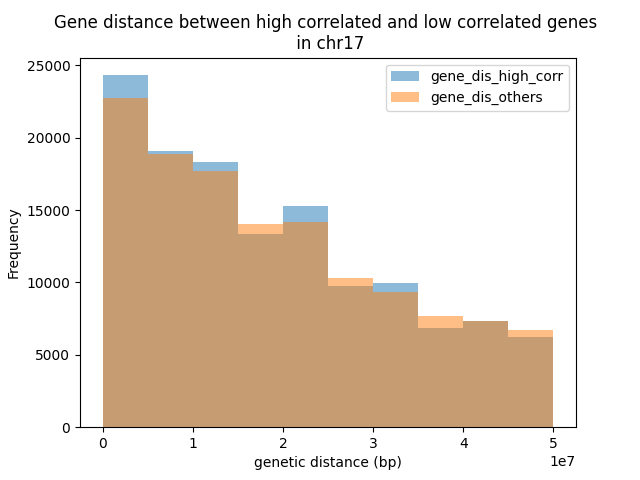 Gene distance between high correlated and low correlated genes
in chr17
gene_dis_high_corr
gene_dis_others
25000
20000
15000
10000
5000
0
Frequency
0 1 2 3 4 5
1e7
genetic distance (bp)